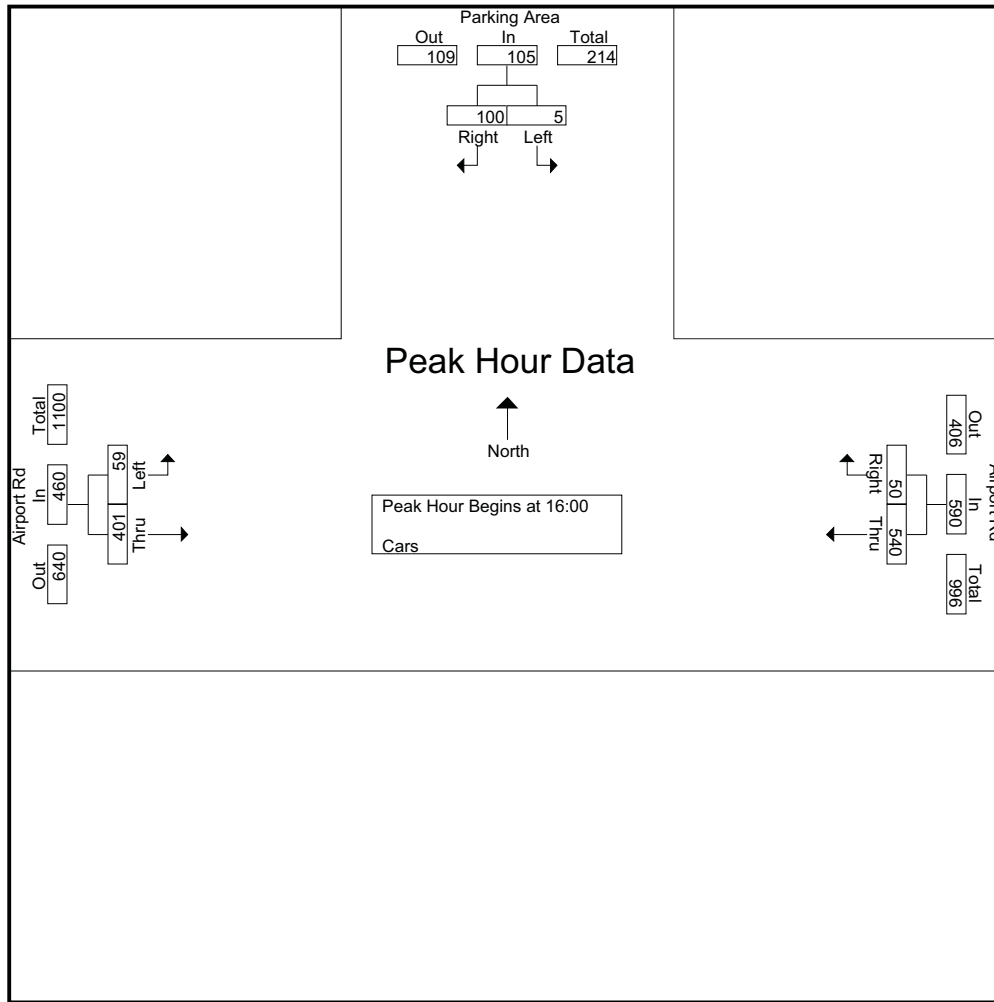 Parking Area
Out In Total
109 105 214
100 5
Right Left
Peak Hour Data
North
Peak Hour Begins at 16:00
Cars
Airport Rd
Out In Total
640 460 1100
401 59
Thru Left
Airport Rd
Out In Total
406 590 996
50 540
Right Thru